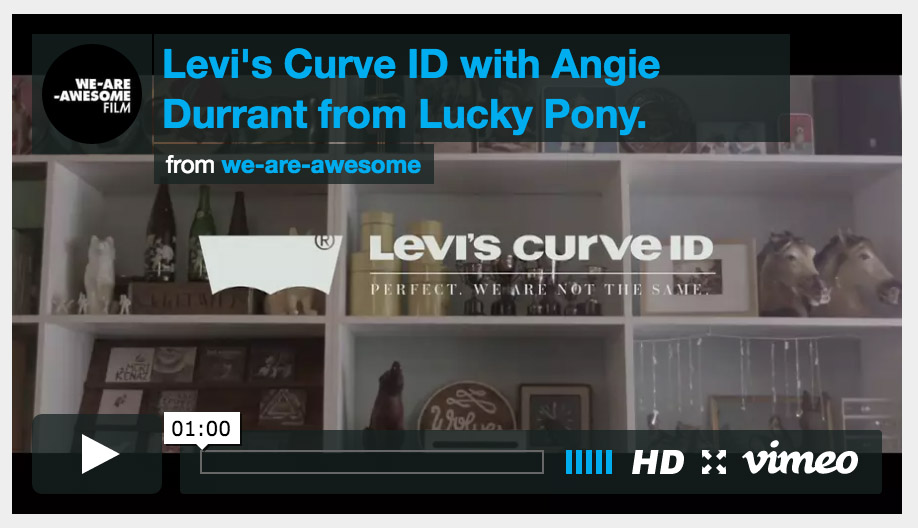 WE-ARE
-AWESOME
FILM
Levi's Curve ID with Angie
Durrant from Lucky Pony.
from we-are-awesome
®
LEVI'S CURVE ID
PERFECT. WE ARE NOT THE SAME.
Wolves
01:00
HD
vimeo